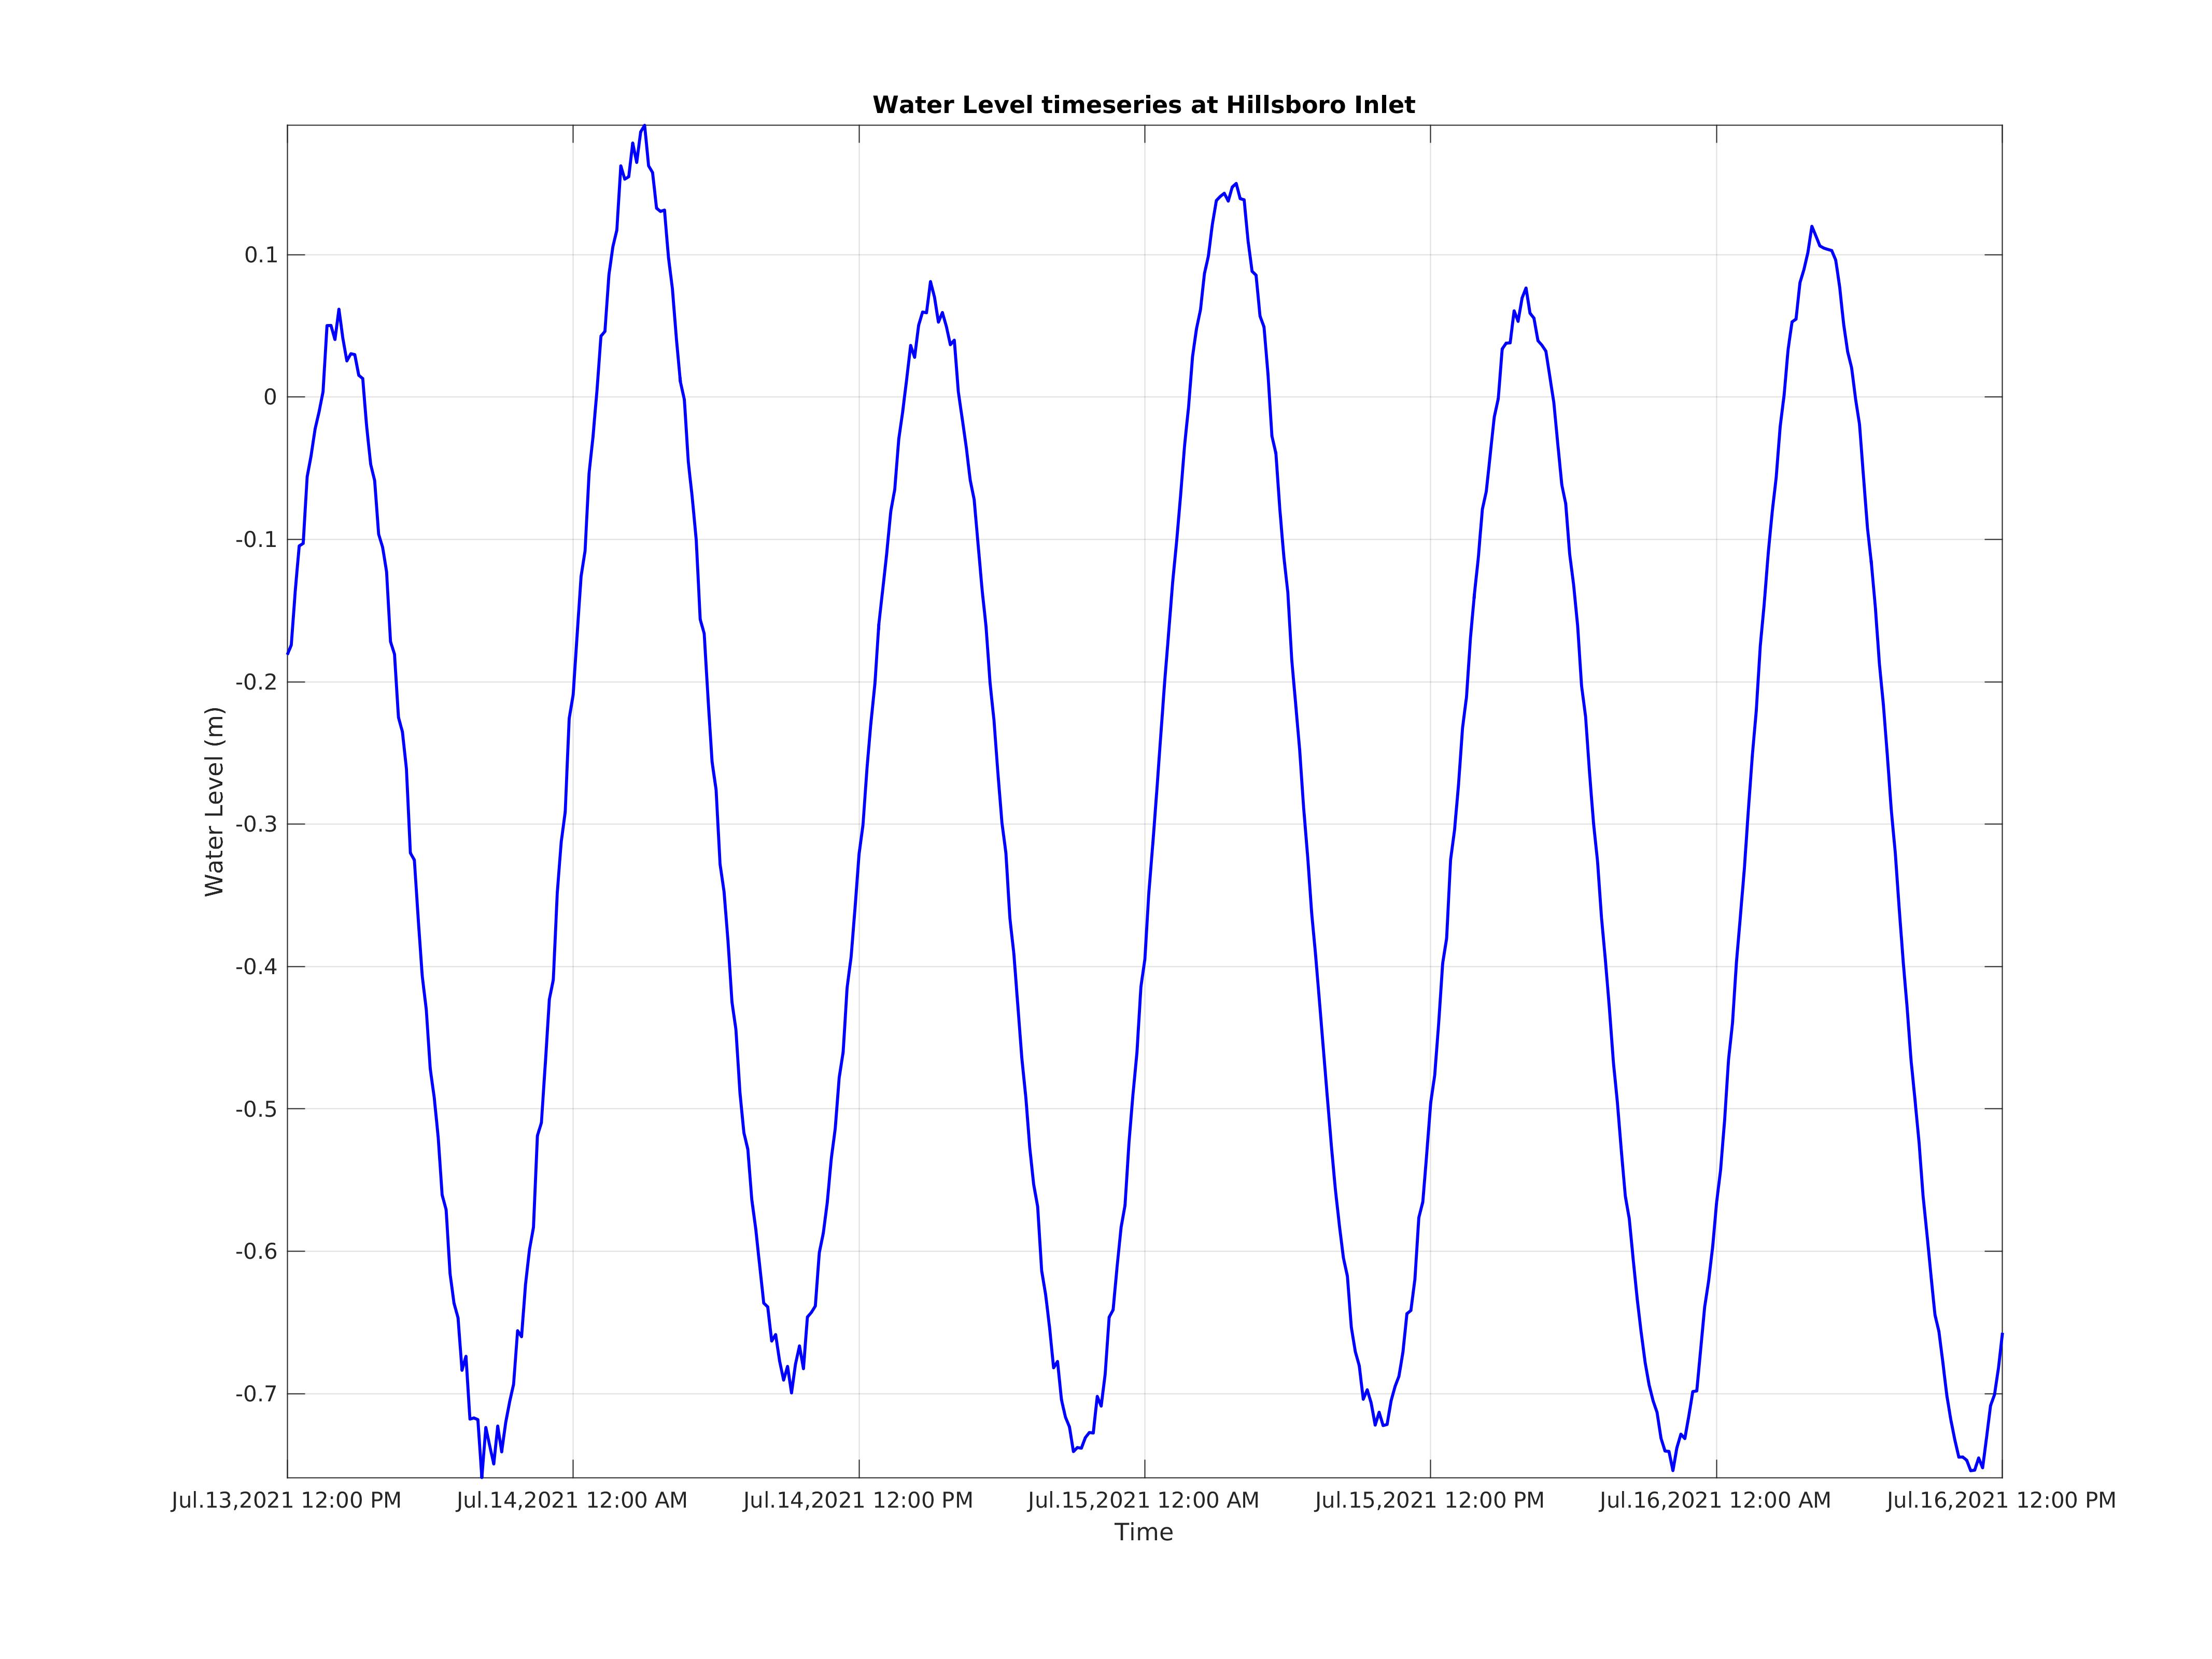 Water Level timeseries at Hillsboro Inlet
0.1
0
-0.1
-0.2
-0.3
-0.4
-0.5
-0.6
-0.7
Water Level (m)
Jul.13,2021 12:00 PM Jul.14,2021 12:00 AM Jul.14,2021 12:00 PM Jul.15,2021 12:00 AM Jul.15,2021 12:00 PM Jul.16,2021 12:00 AM Jul.16,2021 12:00 PM
Time